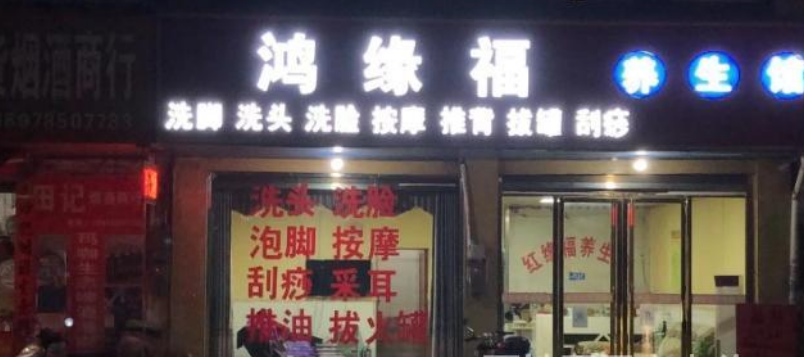 鸿缘福 养生馆
洗脚 洗头 洗脸 按摩 推背 拔罐 刮痧
烟酒商行
田记
洗头 洗脸
泡脚 按摩
刮痧 采耳
推油 拔火罐
红缘福养生